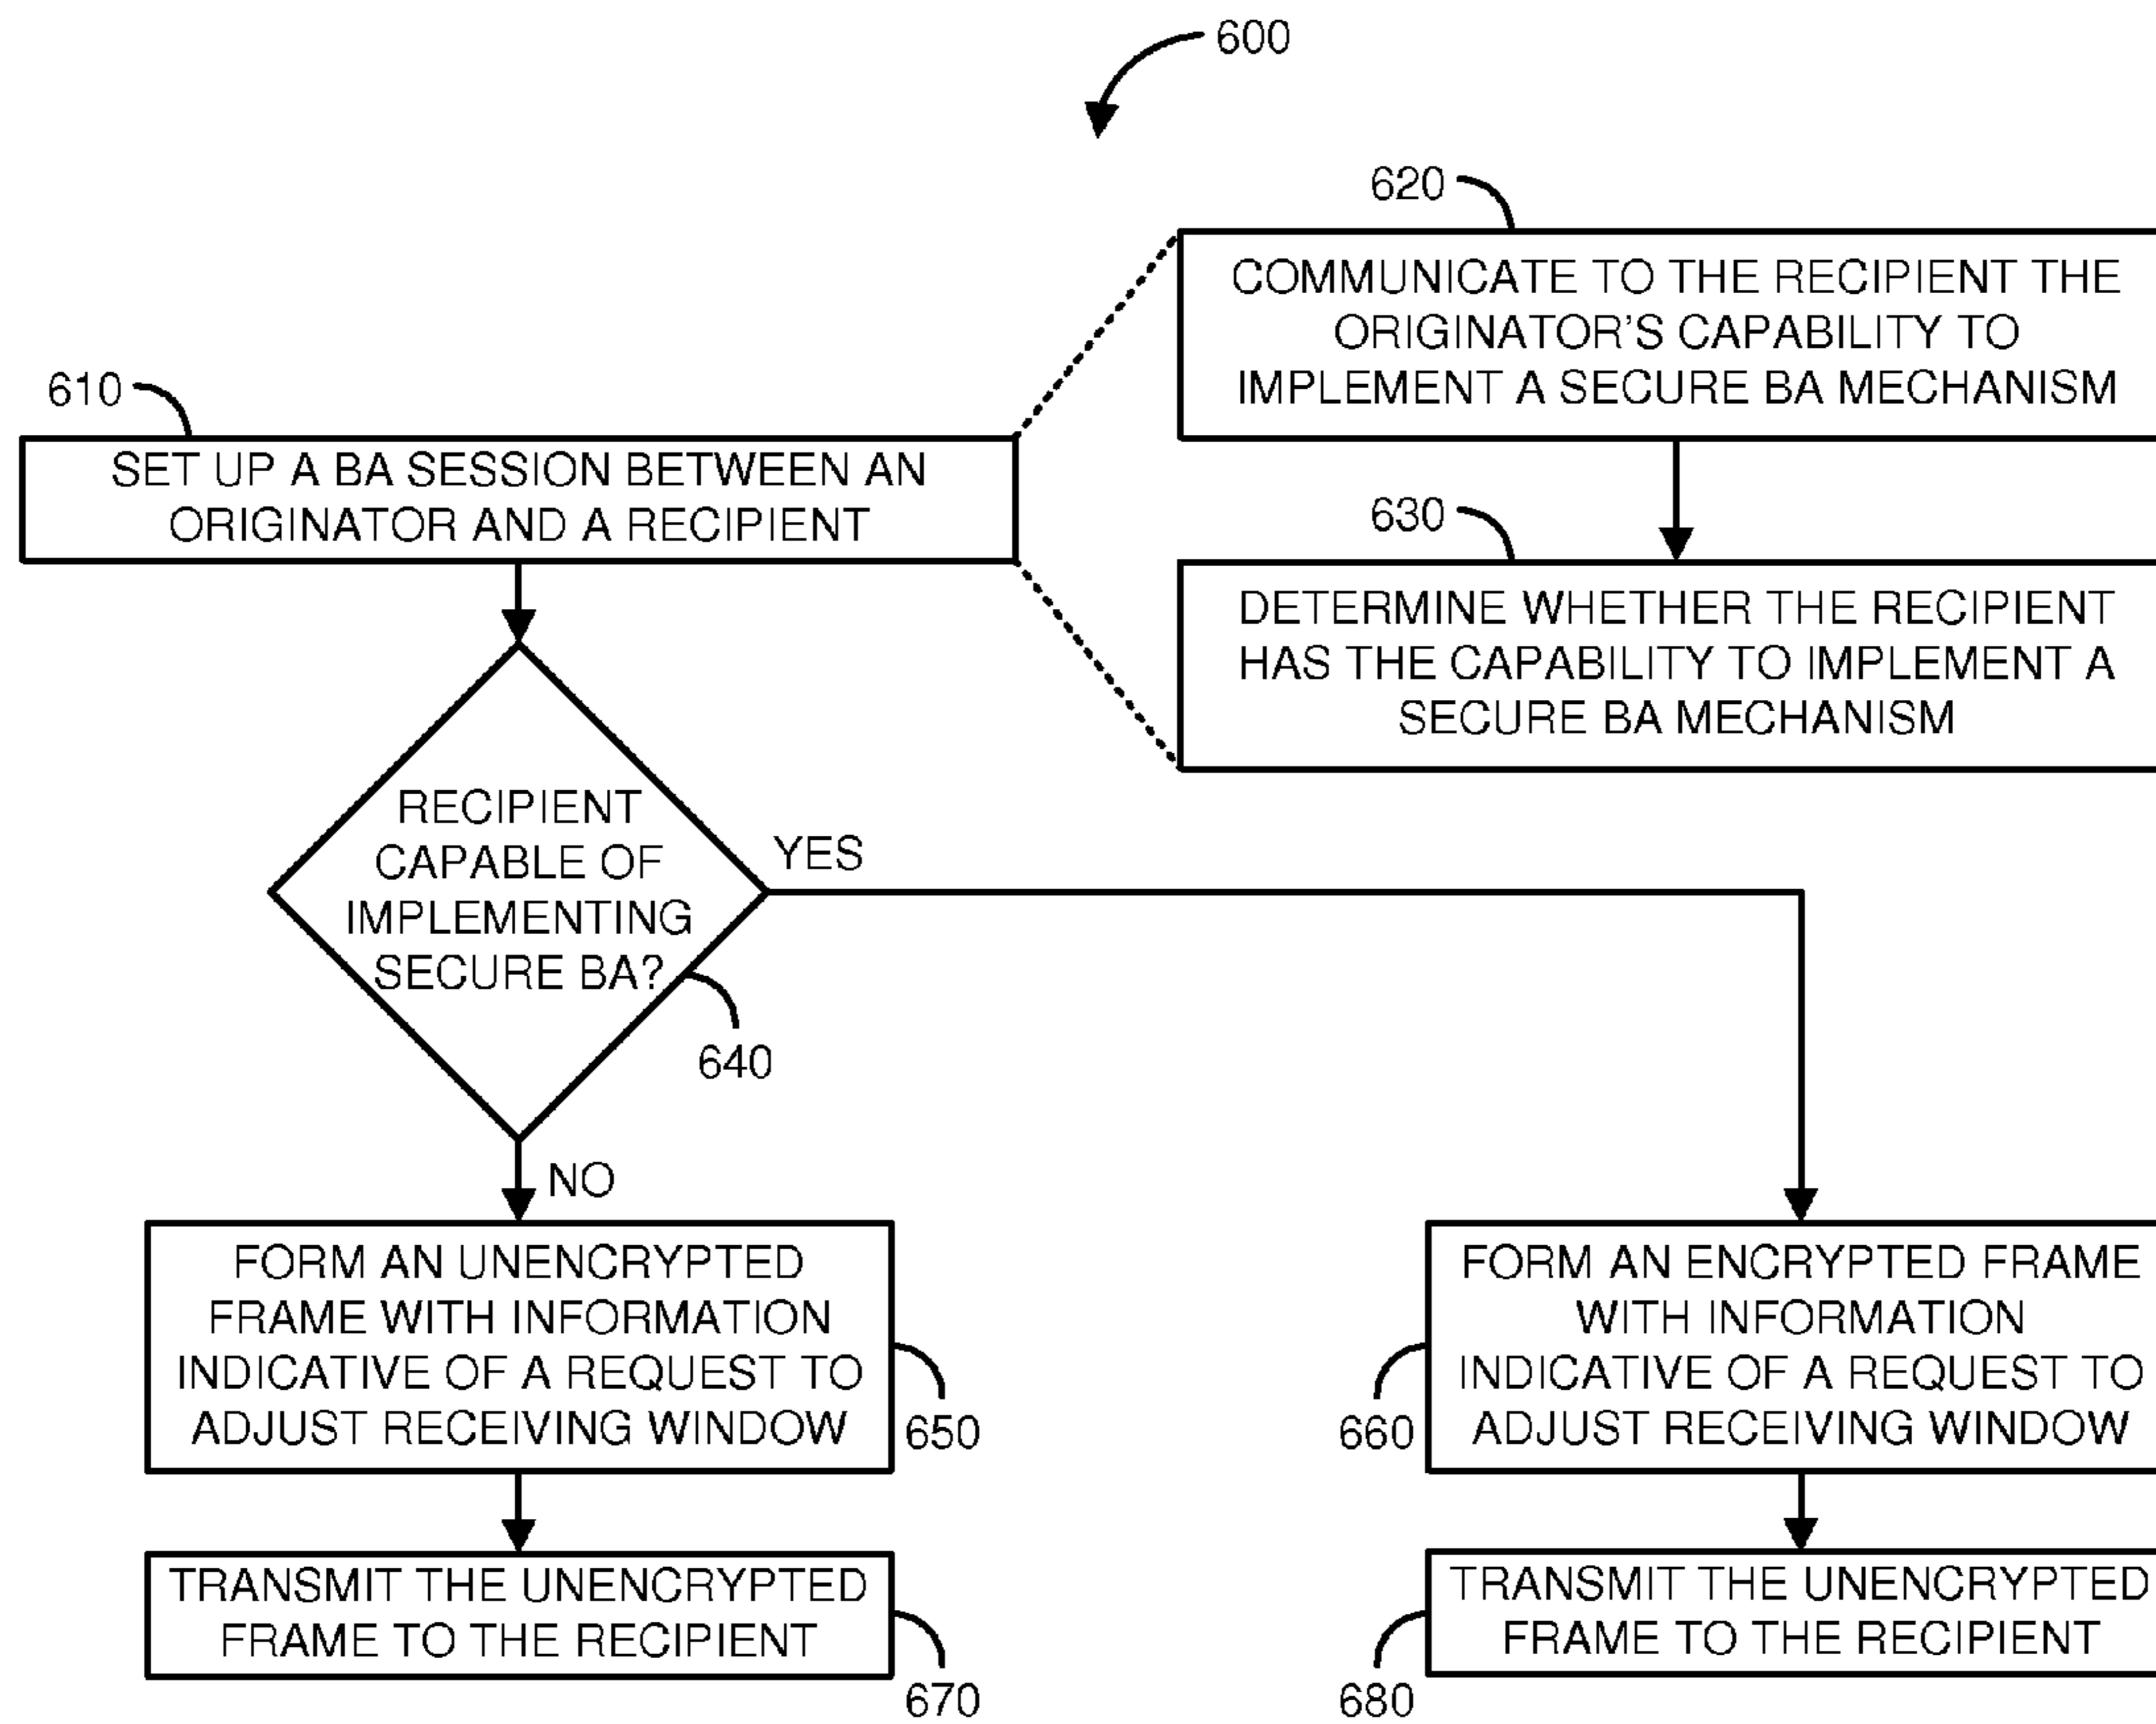 600
620
COMMUNICATE TO THE RECIPIENT THE
ORIGINATOR'S CAPABILITY TO
IMPLEMENT A SECURE BA MECHANISM
610
SET UP A BA SESSION BETWEEN AN
ORIGINATOR AND A RECIPIENT
630
DETERMINE WHETHER THE RECIPIENT
HAS THE CAPABILITY TO IMPLEMENT A
SECURE BA MECHANISM
RECIPIENT
CAPABLE OF
IMPLEMENTING
SECURE BA?
YES
640
NO
FORM AN UNENCRYPTED
FRAME WITH INFORMATION
INDICATIVE OF A REQUEST TO
ADJUST RECEIVING WINDOW
650
FORM AN ENCRYPTED FRAME
WITH INFORMATION
INDICATIVE OF A REQUEST TO
ADJUST RECEIVING WINDOW
660
TRANSMIT THE UNENCRYPTED
FRAME TO THE RECIPIENT
670
TRANSMIT THE UNENCRYPTED
FRAME TO THE RECIPIENT
680